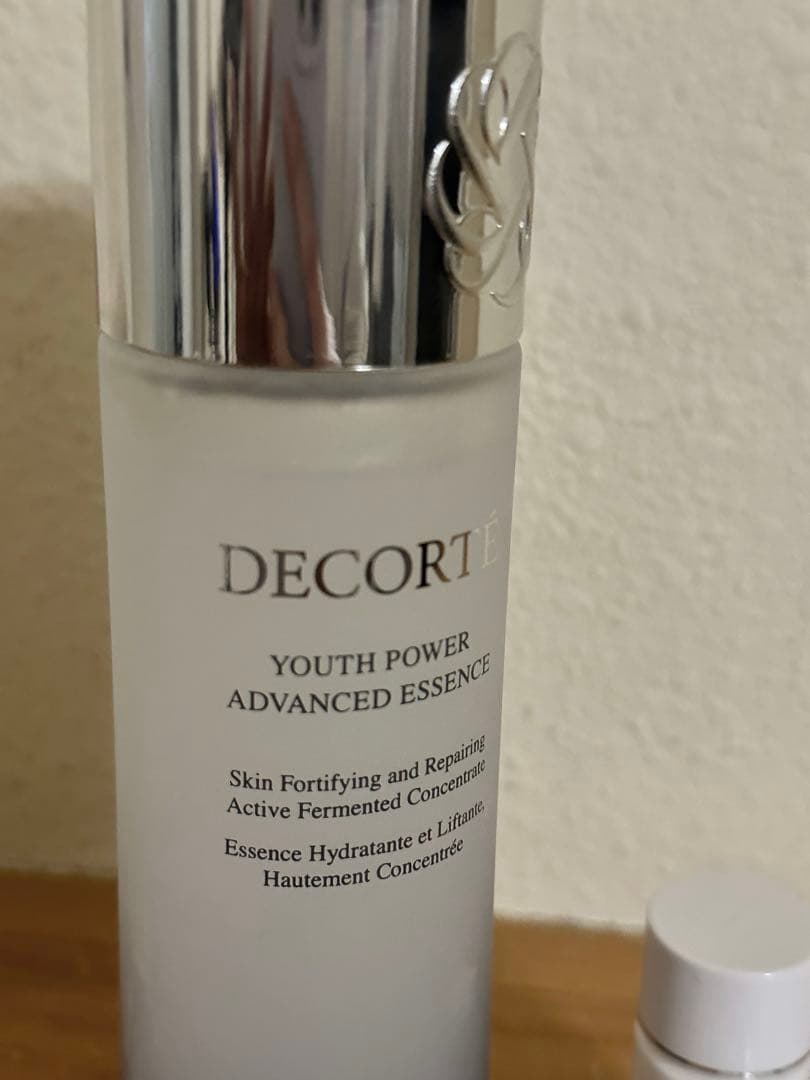 DECORTÉ
YOUTH POWER
ADVANCED ESSENCE
Skin Fortifying and Repairing
Active Fermented Concentrate
Essence Hydratante et Liftante,
Hautement Concentrée